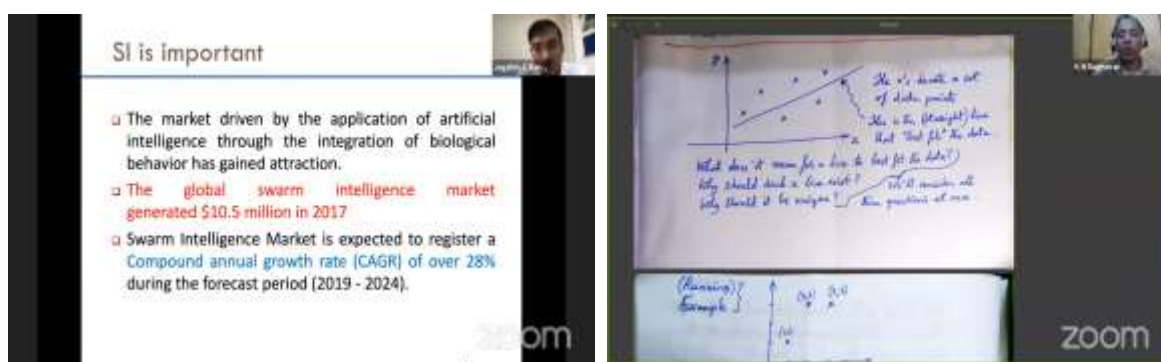 SI is important
The market driven by the application of artificial
intelligence through the integration of biological
behavior has gained attraction.
The global swarm intelligence market
generated $10.5 million in 2017
Swarm Intelligence Market is expected to register a
Compound annual growth rate (CAGR) of over 28%
during the forecast period (2019 - 2024).
zoom
The x's denote a set
of data points
This is the (straight) line
that "best fits" the data
What does it mean for a line to best fit the data?
Why should such a line exist?
Why should it be unique?
We'll consider all
these questions at once
(Running)
Example
zoom